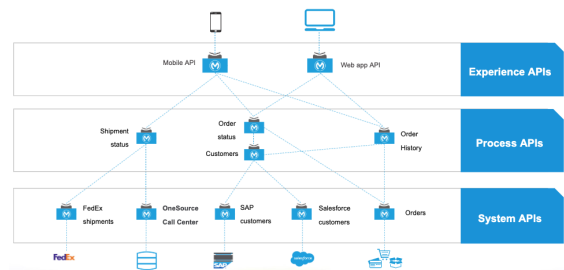 Mobile API
Web app API
Experience APIs
Shipment
status
Order
status
Customers
Order
History
Process APIs
FedEx
shipments
OneSource
Call Center
SAP
customers
Salesforce
customers
Orders
System APIs
FedEx
SAP
salesforce